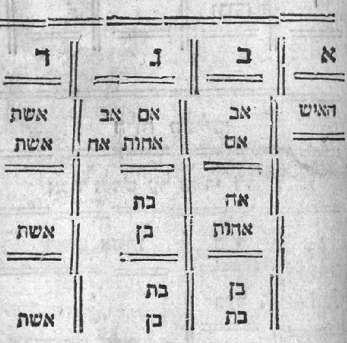 א ב ג ד
האיש אב אם אב אשת
אם אחות אח אשת
אח בת
אחות בן אשת
בן בת
בת בן אשת